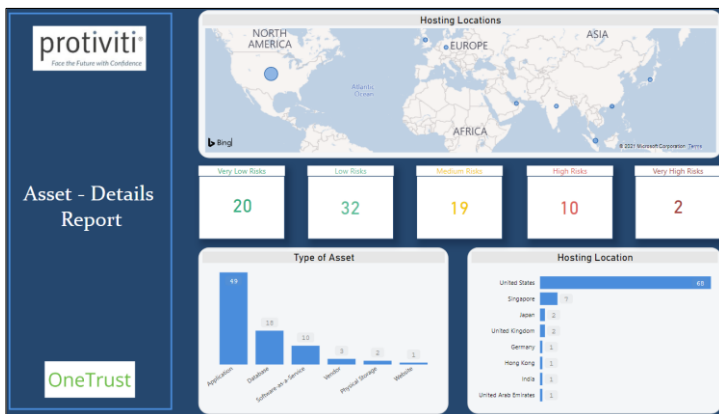 protiviti®
Face the Future with Confidence
Asset - Details
Report
OneTrust
Hosting Locations
NORTH
AMERICA
EUROPE
ASIA
Atlantic
Ocean
AFRICA
Bing
© 2021 Microsoft Corporation Terms
Very Low Risks
20
Low Risks
32
Medium Risks
19
High Risks
10
Very High Risks
2
Type of Asset
49
10
3
2
1
Application
Database
Software-as-a-Service
Vendor
Physical Storage
Website
Hosting Location
United States
Singapore
Japan 2
United Kingdom 2
Germany 1
Hong Kong 1
India 1
United Arab Emirates 1